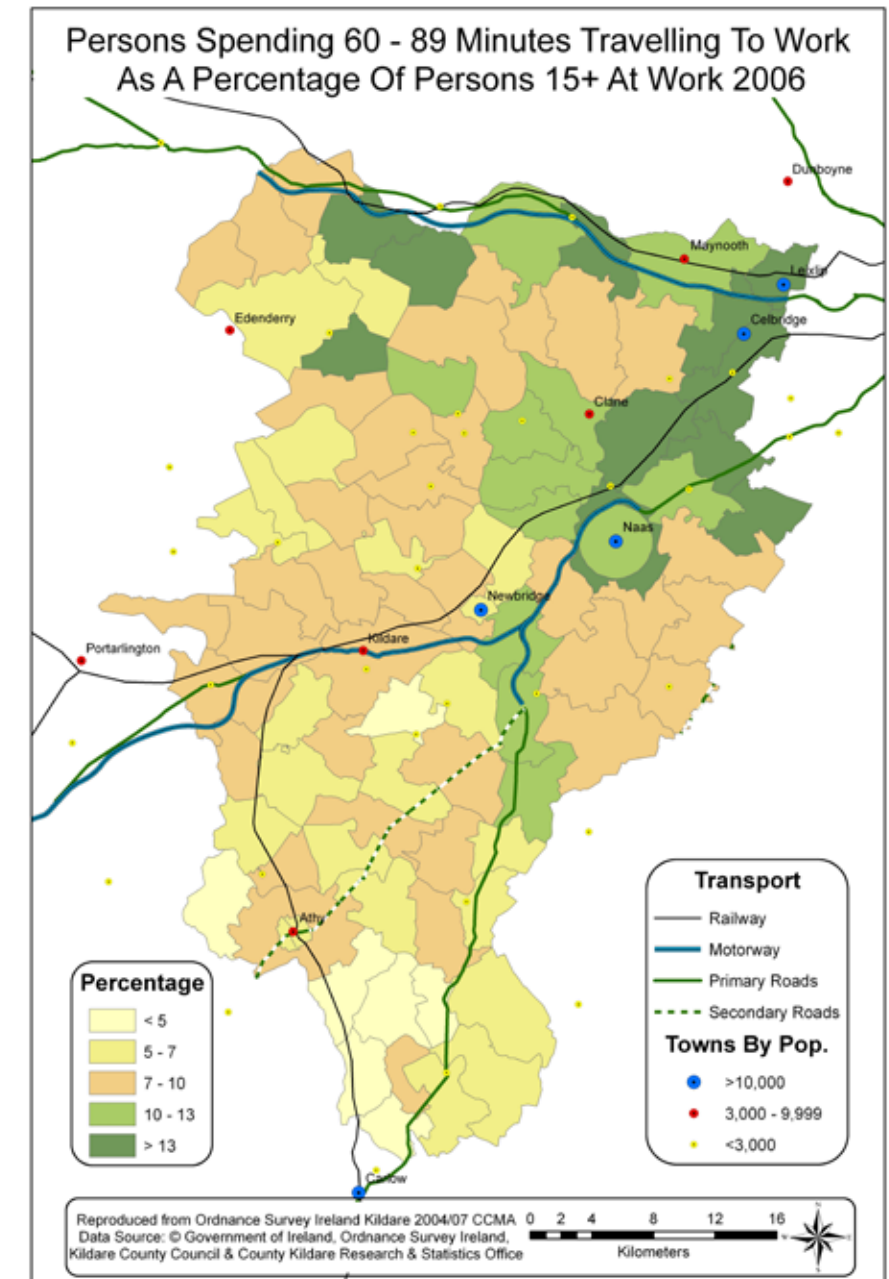 Persons Spending 60 - 89 Minutes Travelling To Work
As A Percentage Of Persons 15+ At Work 2006
Dunboyne
Maynooth
Leixlip
Edenderry
Celbridge
Clane
Naas
Newbridge
Kildare
Portarlington
Athy
Carlow
Percentage
< 5
5 - 7
7 - 10
10 - 13
> 13
Transport
Railway
Motorway
Primary Roads
Secondary Roads
Towns By Pop.
>10,000
3,000 - 9,999
<3,000
Reproduced from Ordnance Survey Ireland Kildare 2004/07 CCMA
Data Source: © Government of Ireland, Ordnance Survey Ireland,
Kildare County Council & County Kildare Research & Statistics Office
0 2 4 8 12 16
Kilometers